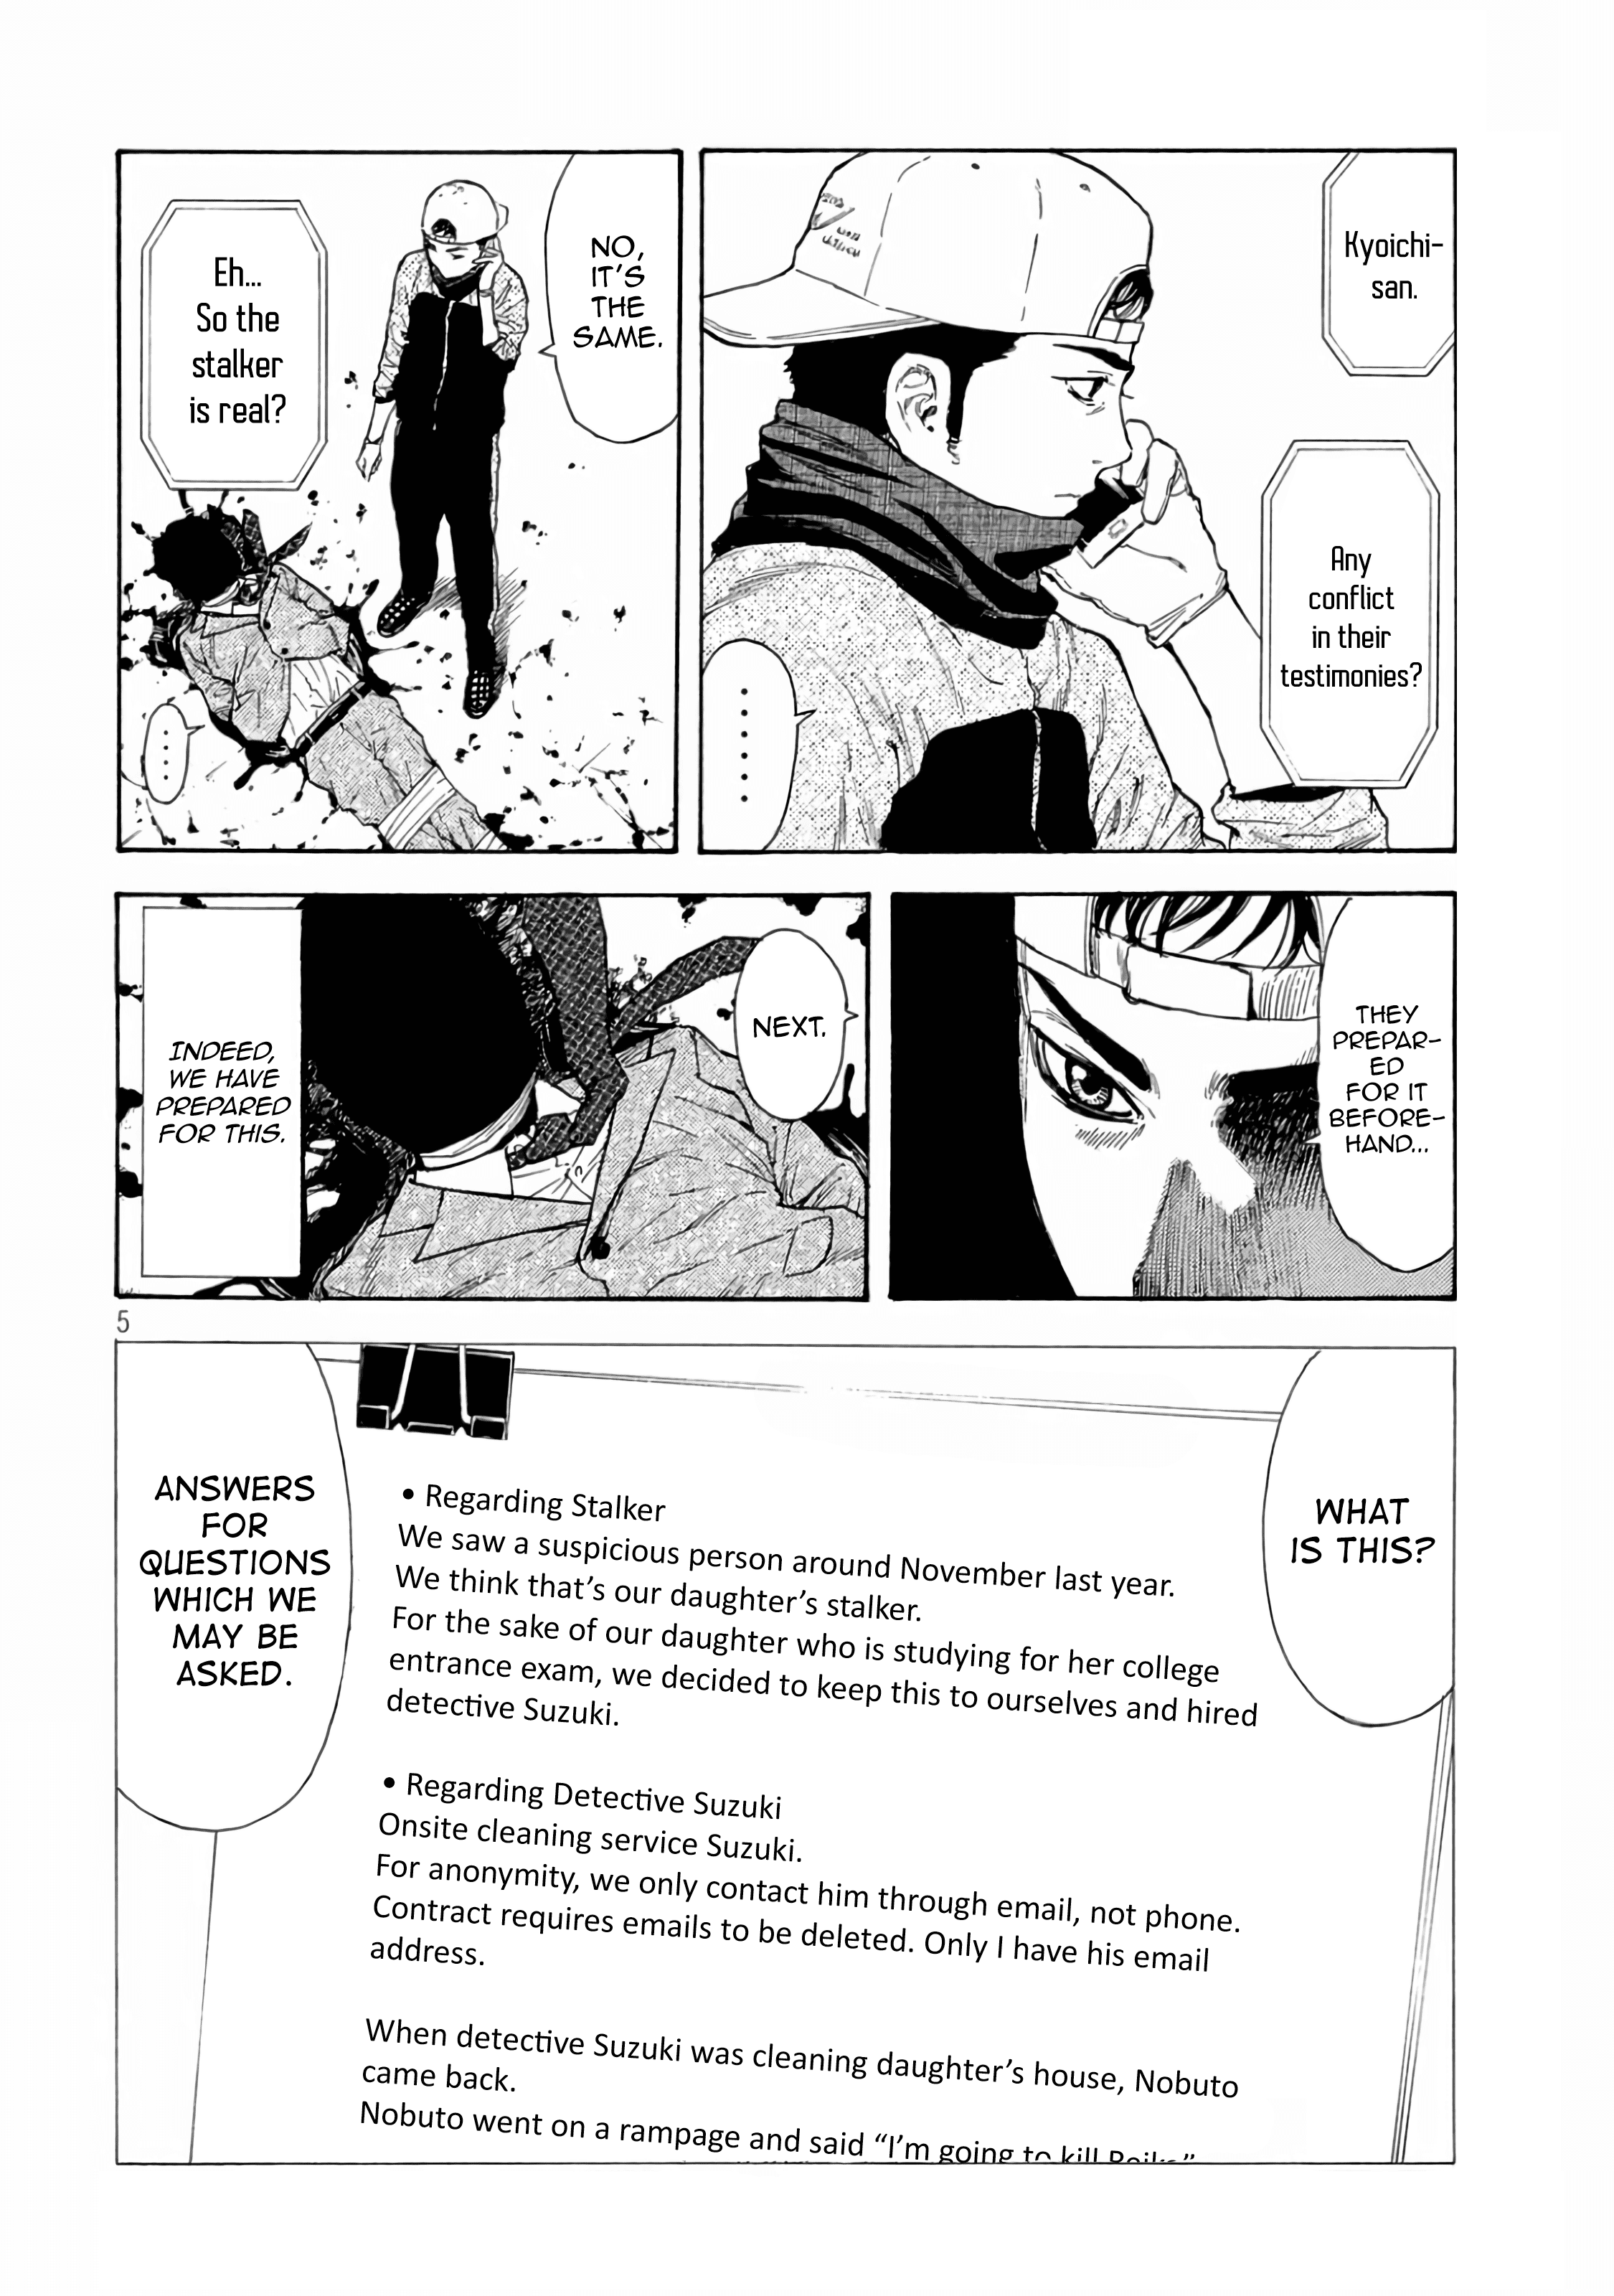 Kyoichi-
san.
Any
conflict
in their
testimonies?
NO,
IT'S
THE
SAME.
Eh...
So the
stalker
is real?
THEY
PREPAR-
ED
FOR IT
BEFORE-
HAND...
NEXT.
INDEED,
WE HAVE
PREPARED
FOR THIS.
5
WHAT
IS THIS?
ANSWERS
FOR
QUESTIONS
WHICH WE
MAY BE
ASKED.
• Regarding Stalker
We saw a suspicious person around November last year.
We think that's our daughter's stalker.
For the sake of our daughter who is studying for her college
entrance exam, we decided to keep this to ourselves and hired
detective Suzuki.
• Regarding Detective Suzuki
Onsite cleaning service Suzuki.
For anonymity, we only contact him through email, not phone.
Contract requires emails to be deleted. Only I have his email
address.
When detective Suzuki was cleaning daughter's house, Nobuto
came back.
Nobuto went on a rampage and said “I'm going to kill Reika”